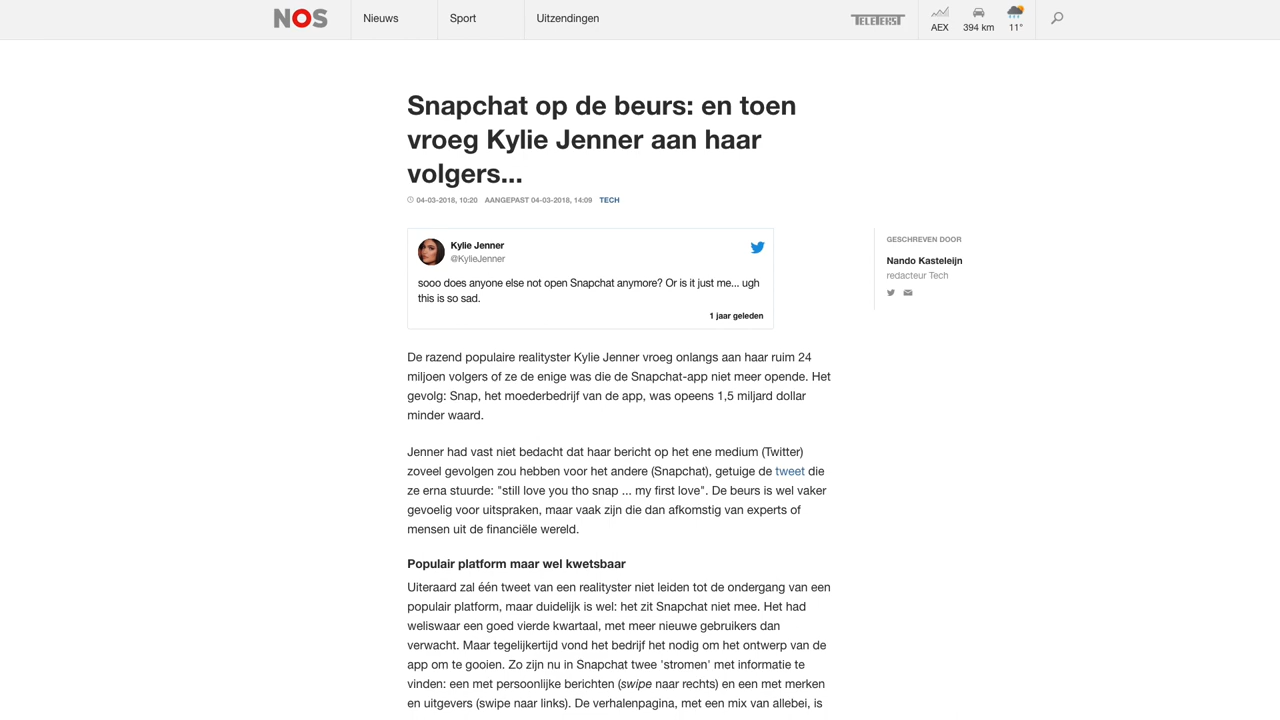 NOS
Nieuws
Sport
Uitzendingen
TELETEKST
AEX
394 km
11°
Snapchat op de beurs: en toen
vroeg Kylie Jenner aan haar
volgers...
04-03-2018, 10:20 AANGEPAST 04-03-2018, 14:09 TECH
Kylie Jenner
@KylieJenner
sooo does anyone else not open Snapchat anymore? Or is it just me... ugh
this is so sad.
1 jaar geleden
GESCHREVEN DOOR
Nando Kasteleijn
redacteur Tech
De razend populaire realityster Kylie Jenner vroeg onlangs aan haar ruim 24
miljoen volgers of ze de enige was die de Snapchat-app niet meer opende. Het
gevolg: Snap, het moederbedrijf van de app, was opeens 1,5 miljard dollar
minder waard.
Jenner had vast niet bedacht dat haar bericht op het ene medium (Twitter)
zoveel gevolgen zou hebben voor het andere (Snapchat), getuige de tweet die
ze erna stuurde: "still love you tho snap ... my first love". De beurs is wel vaker
gevoelig voor uitspraken, maar vaak zijn die dan afkomstig van experts of
mensen uit de financiële wereld.
Populair platform maar wel kwetsbaar
Uiteraard zal één tweet van een realityster niet leiden tot de ondergang van een
populair platform, maar duidelijk is wel: het zit Snapchat niet mee. Het had
weliswaar een goed vierde kwartaal, met meer nieuwe gebruikers dan
verwacht. Maar tegelijkertijd vond het bedrijf het nodig om het ontwerp van de
app om te gooien. Zo zijn nu in Snapchat twee 'stromen' met informatie te
vinden: een met persoonlijke berichten (swipe naar rechts) en een met merken
en uitgevers (swipe naar links). De verhalenpagina, met een mix van allebei, is